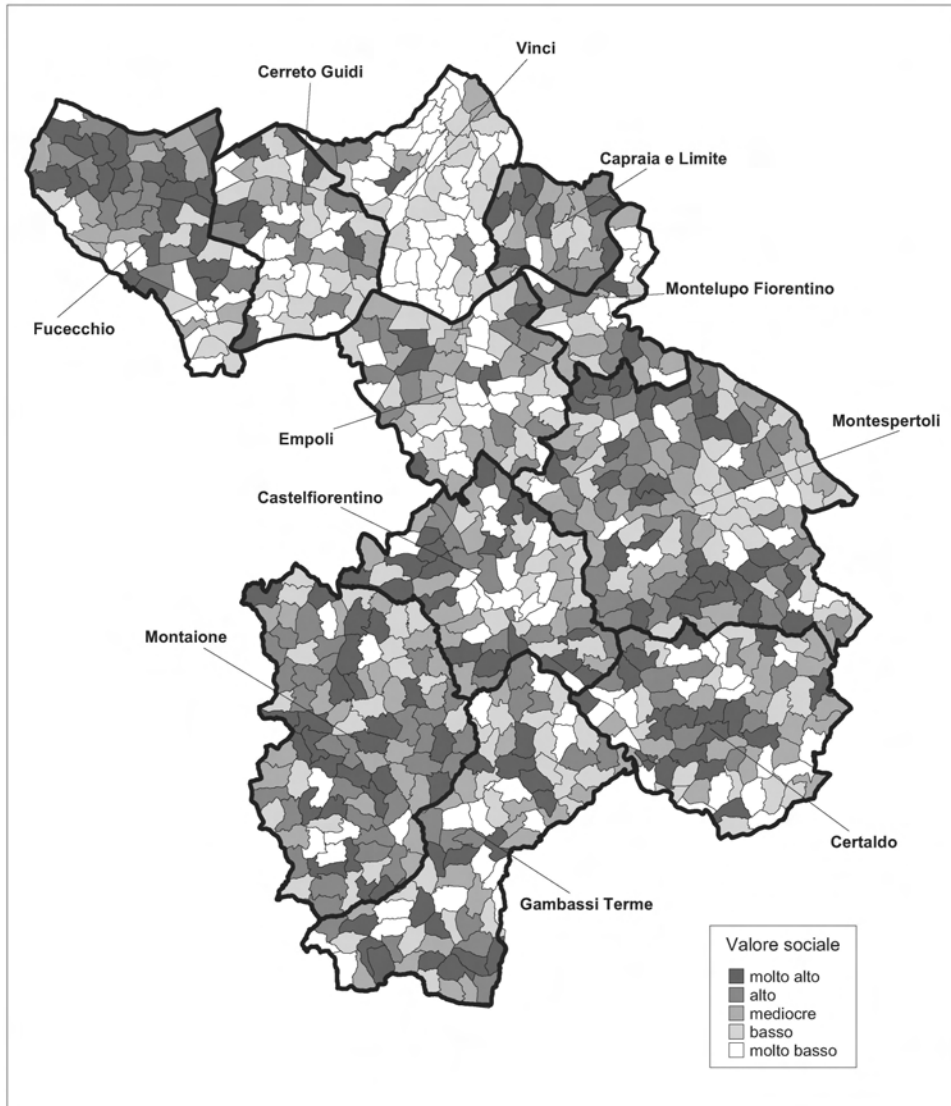 Vinci
Cerreto Guidi
Capraia e Limite
Montelupo Fiorentino
Fucecchio
Montespertoli
Empoli
Castelfiorentino
Montaione
Certaldo
Gambassi Terme
Valore sociale
molto alto
alto
mediocre
basso
molto basso